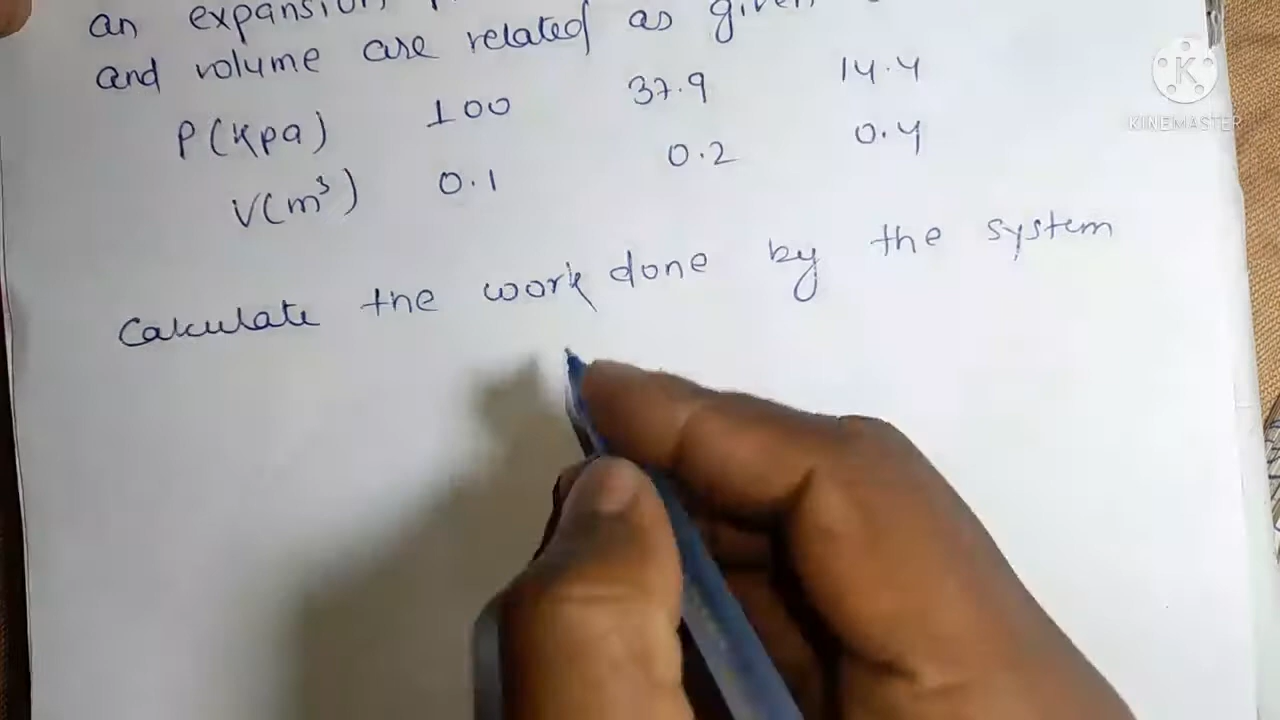 an expansion
and volume are related as given
P(Kpa) 100 37.9 14.4
V(m³) 0.1 0.2 0.4
Calculate the work done by the system
K
KINEMASTER